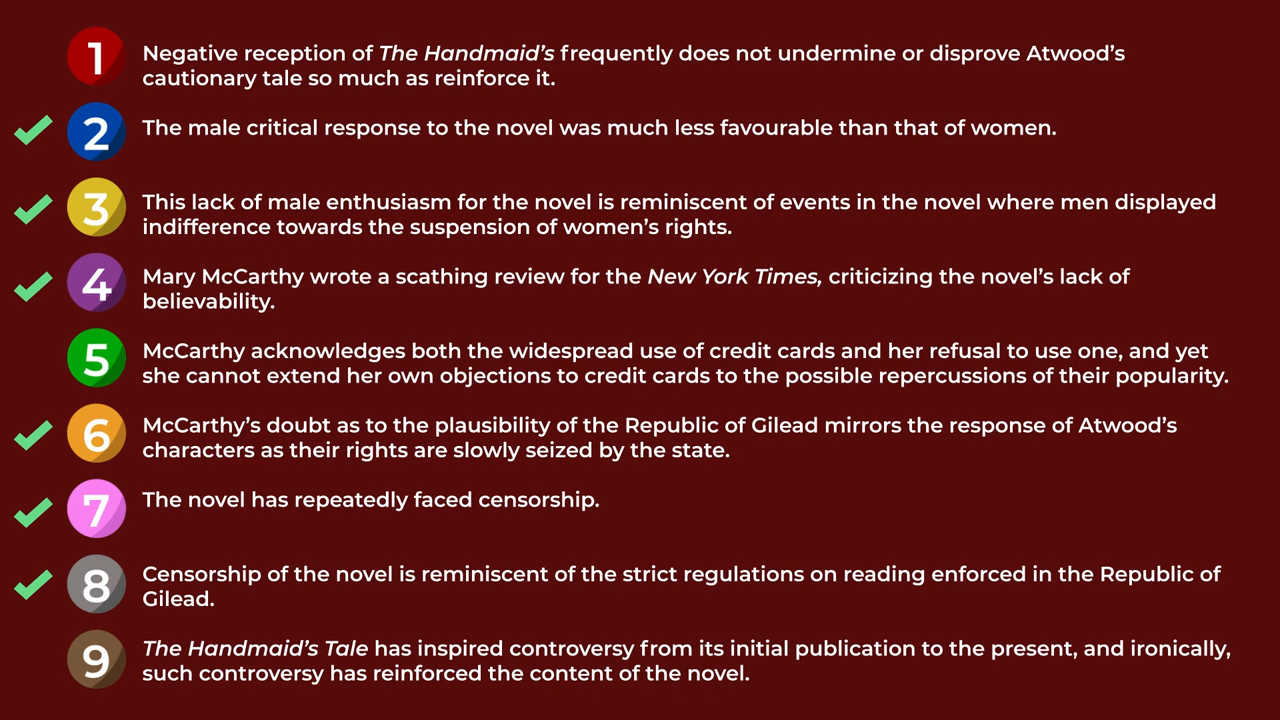 1 Negative reception of The Handmaid's frequently does not undermine or disprove Atwood's
cautionary tale so much as reinforce it.
2 The male critical response to the novel was much less favourable than that of women.
3 This lack of male enthusiasm for the novel is reminiscent of events in the novel where men displayed
indifference towards the suspension of women's rights.
4 Mary McCarthy wrote a scathing review for the New York Times, criticizing the novel's lack of
believability.
5 McCarthy acknowledges both the widespread use of credit cards and her refusal to use one, and yet
she cannot extend her own objections to credit cards to the possible repercussions of their popularity.
6 McCarthy's doubt as to the plausibility of the Republic of Gilead mirrors the response of Atwood's
characters as their rights are slowly seized by the state.
7 The novel has repeatedly faced censorship.
8 Censorship of the novel is reminiscent of the strict regulations on reading enforced in the Republic of
Gilead.
9 The Handmaid's Tale has inspired controversy from its initial publication to the present, and ironically,
such controversy has reinforced the content of the novel.